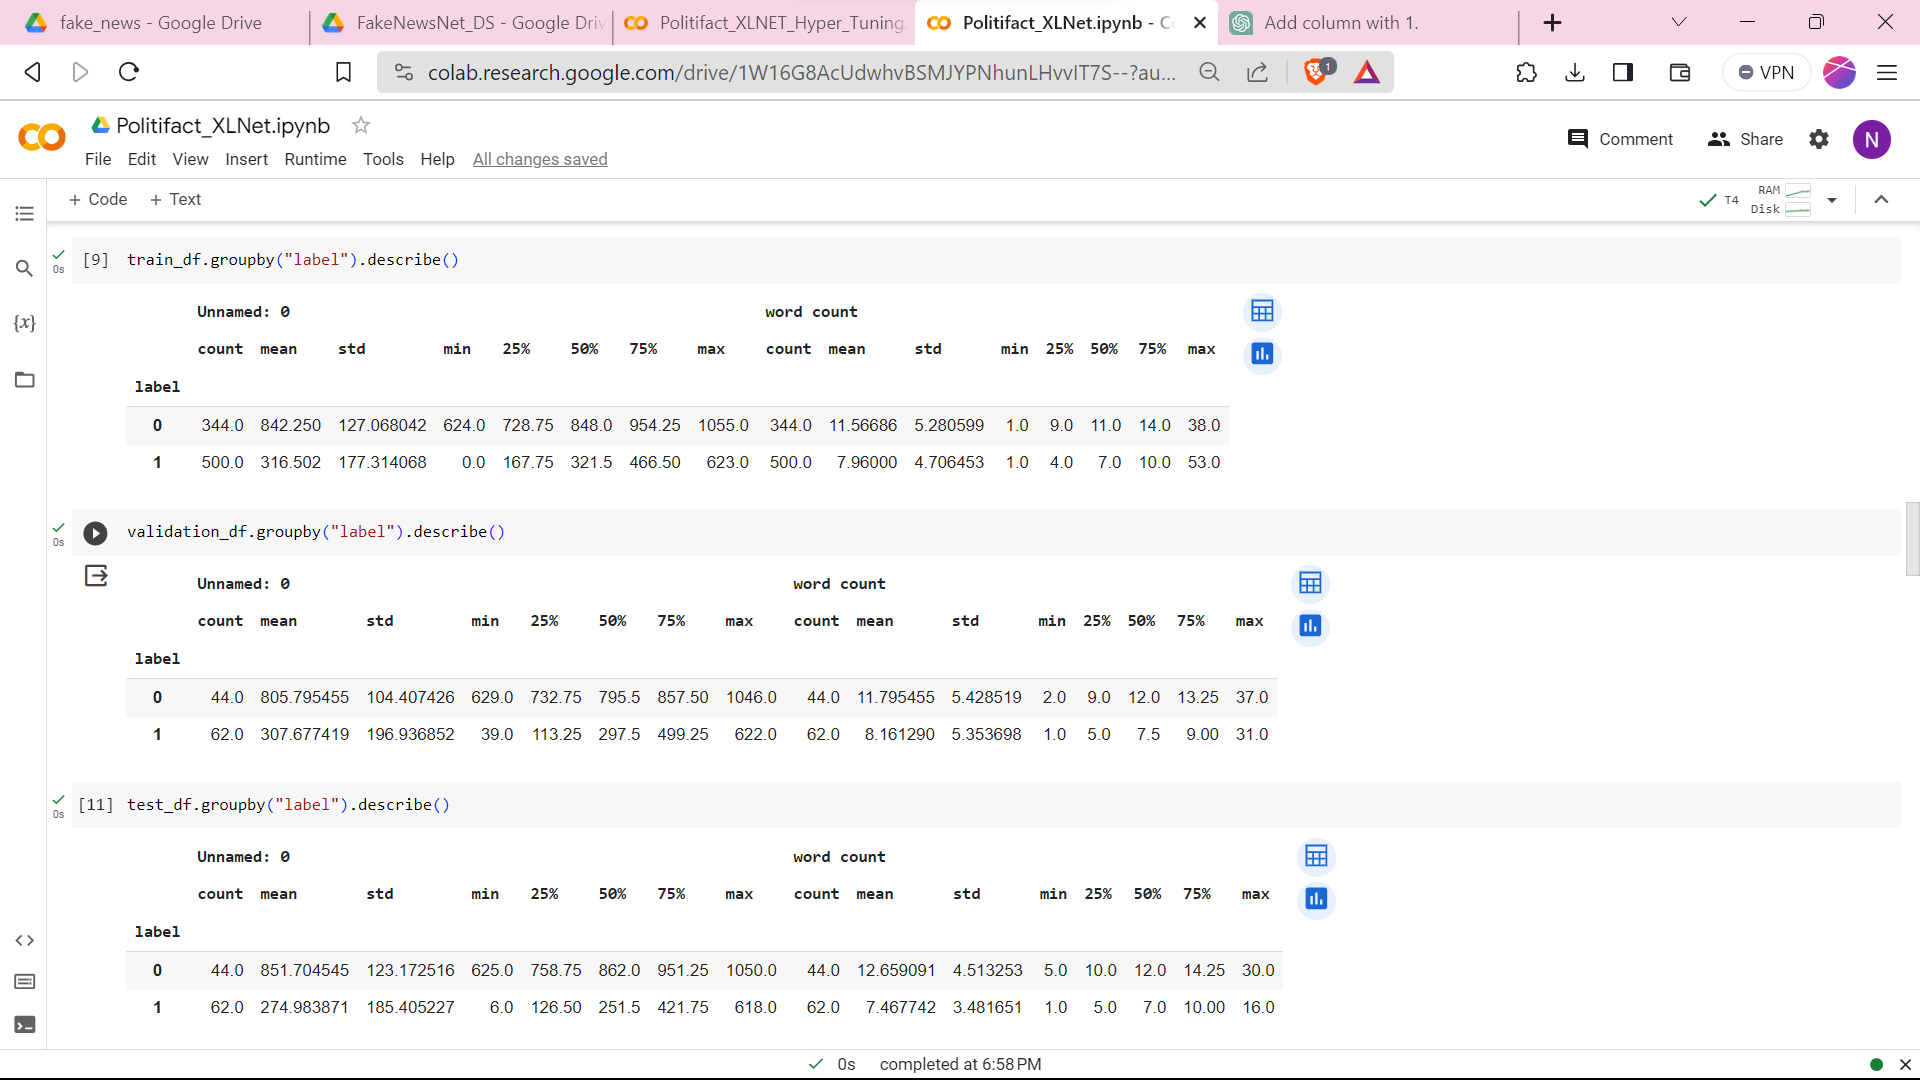 fake_news - Google Drive
FakeNewsNet_DS - Google Driv
Politifact_XLNET_Hyper_Tuning.
Politifact_XLNet.ipynb - C
Add column with 1.
colab.research.google.com/drive/1W16G8AcUdwhvBSMJYPNhunLHvvIT7S--?au...
1
VPN
Politifact_XLNet.ipynb
File Edit View Insert Runtime Tools Help All changes saved
Comment
Share
N
+ Code + Text
T4
RAM
Disk
[9] train_df.groupby("label").describe()
0s
Unnamed: 0 word count
count mean std min 25% 50% 75% max count mean std min 25% 50% 75% max
label
0 344.0 842.250 127.068042 624.0 728.75 848.0 954.25 1055.0 344.0 11.56686 5.280599 1.0 9.0 11.0 14.0 38.0
1 500.0 316.502 177.314068 0.0 167.75 321.5 466.50 623.0 500.0 7.96000 4.706453 1.0 4.0 7.0 10.0 53.0
validation_df.groupby("label").describe()
0s
Unnamed: 0 word count
count mean std min 25% 50% 75% max count mean std min 25% 50% 75% max
label
0 44.0 805.795455 104.407426 629.0 732.75 795.5 857.50 1046.0 44.0 11.795455 5.428519 2.0 9.0 12.0 13.25 37.0
1 62.0 307.677419 196.936852 39.0 113.25 297.5 499.25 622.0 62.0 8.161290 5.353698 1.0 5.0 7.5 9.00 31.0
[11] test_df.groupby("label").describe()
0s
Unnamed: 0 word count
count mean std min 25% 50% 75% max count mean std min 25% 50% 75% max
label
0 44.0 851.704545 123.172516 625.0 758.75 862.0 951.25 1050.0 44.0 12.659091 4.513253 5.0 10.0 12.0 14.25 30.0
1 62.0 274.983871 185.405227 6.0 126.50 251.5 421.75 618.0 62.0 7.467742 3.481651 1.0 5.0 7.0 10.00 16.0
0s completed at 6:58 PM